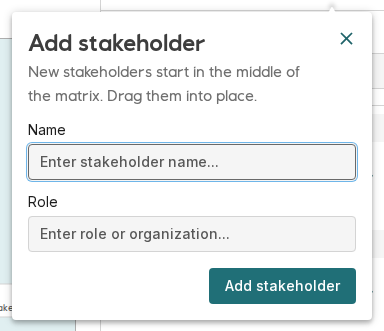 Add stakeholder
New stakeholders start in the middle of
the matrix. Drag them into place.
Name
Enter stakeholder name...
Role
Enter role or organization...
Add stakeholder